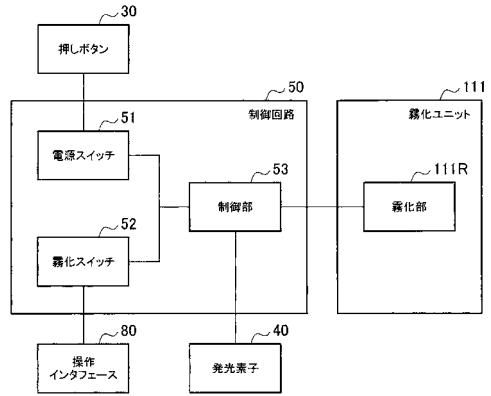 30
押しボタン
50
制御回路
51
電源スイッチ
52
霧化スイッチ
53
制御部
111
霧化ユニット
111R
霧化部
80
操作
インタフェース
40
発光素子